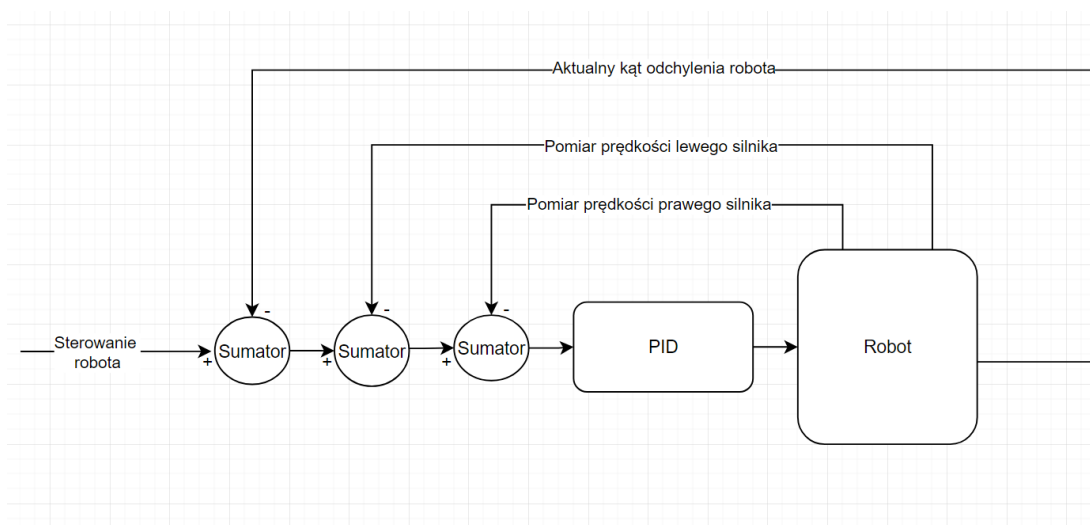 Aktualny kąt odchylenia robota
Pomiar prędkości lewego silnika
Pomiar prędkości prawego silnika
- - -
Sterowanie
robota
+ Sumator + Sumator + Sumator PID Robot